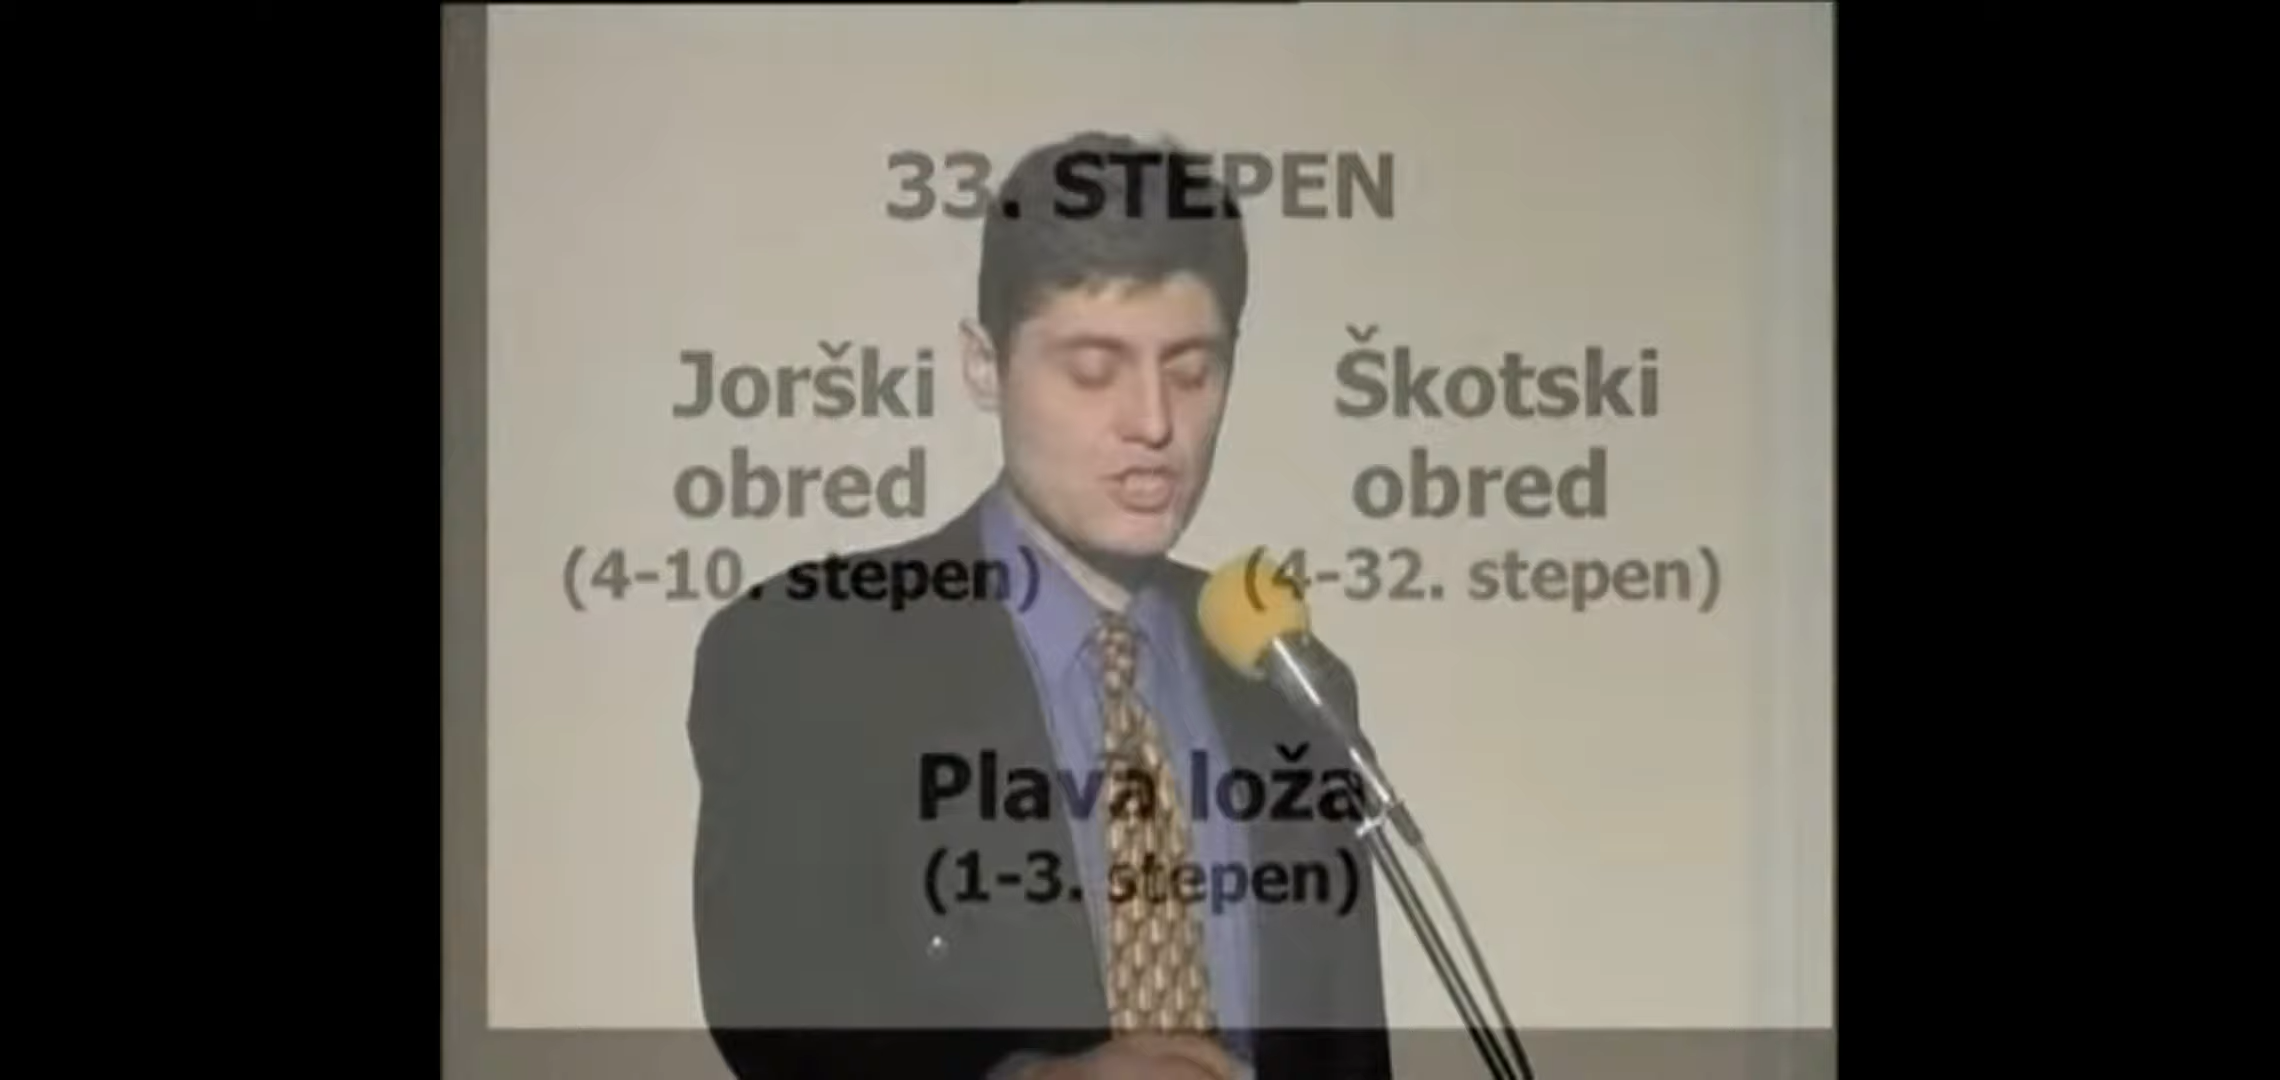 33. STEPEN
Jorški
obred
(4-10. stepen)
Škotski
obred
(4-32. stepen)
Plava loža
(1-3. stepen)